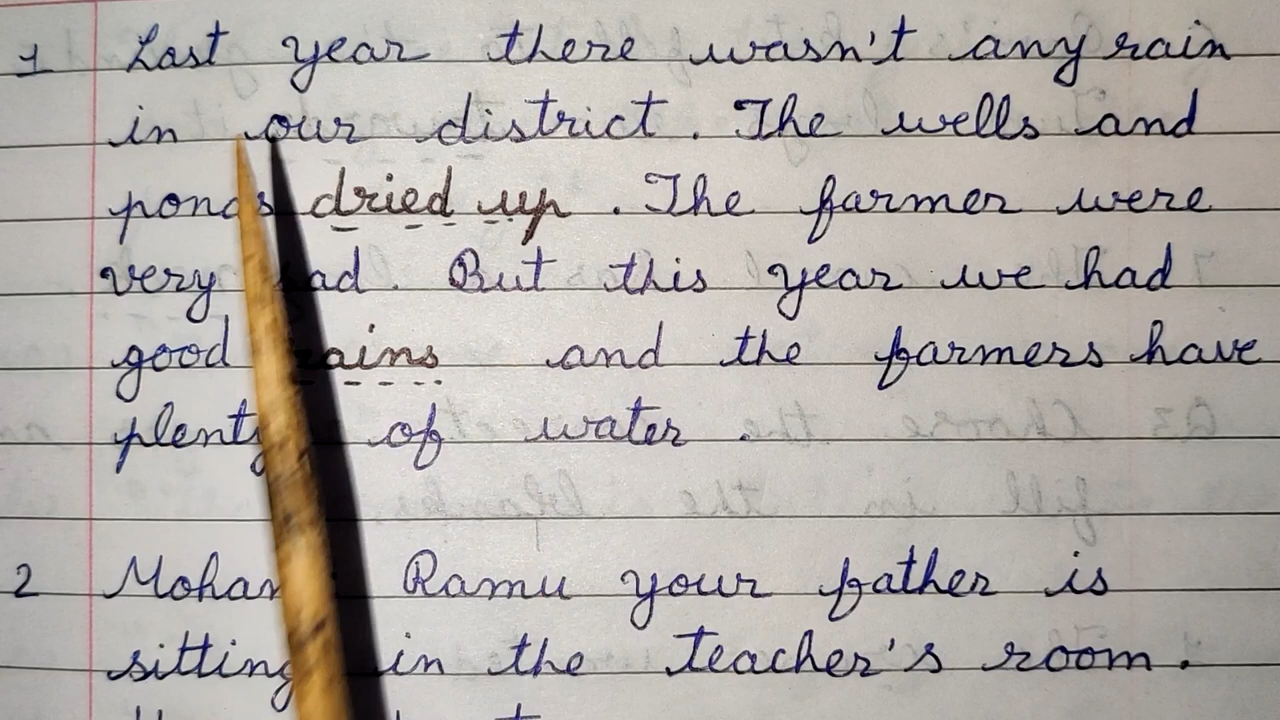 1 Last year there wasn't any rain
in our district. The wells and
ponds dried up. The farmer were
very sad. But this year we had
good rains and the farmers have
plenty of water.
2 Mohan Ramu your father is
sitting in the teacher's room.